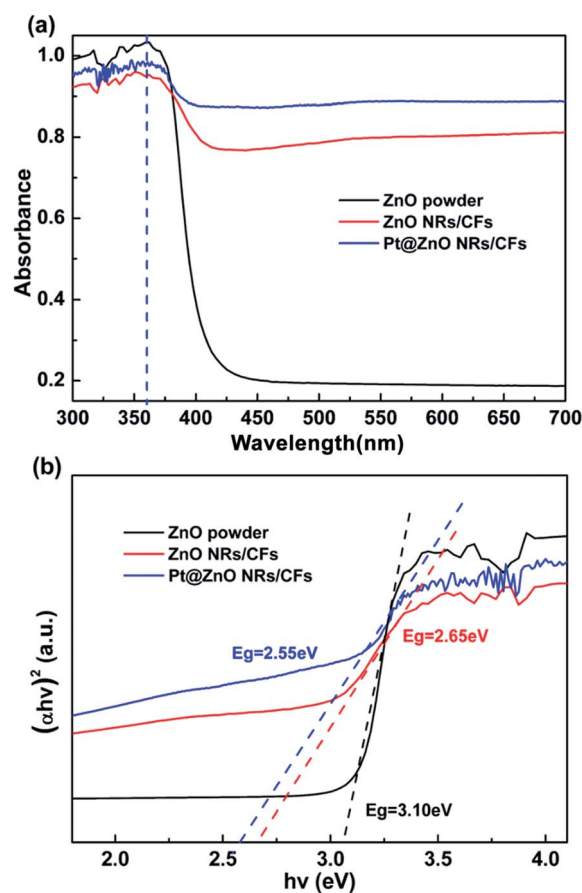 (a)
1.0
0.8
0.6
0.4
0.2
Absorbance
ZnO powder
ZnO NRs/CFs
Pt@ZnO NRs/CFs
300 350 400 450 500 550 600 650 700
Wavelength(nm)
(b)
ZnO powder
ZnO NRs/CFs
Pt@ZnO NRs/CFs
Eg=2.55eV
Eg=2.65eV
Eg=3.10eV
(αhv)² (a.u.)
2.0 2.5 3.0 3.5 4.0
hv (eV)